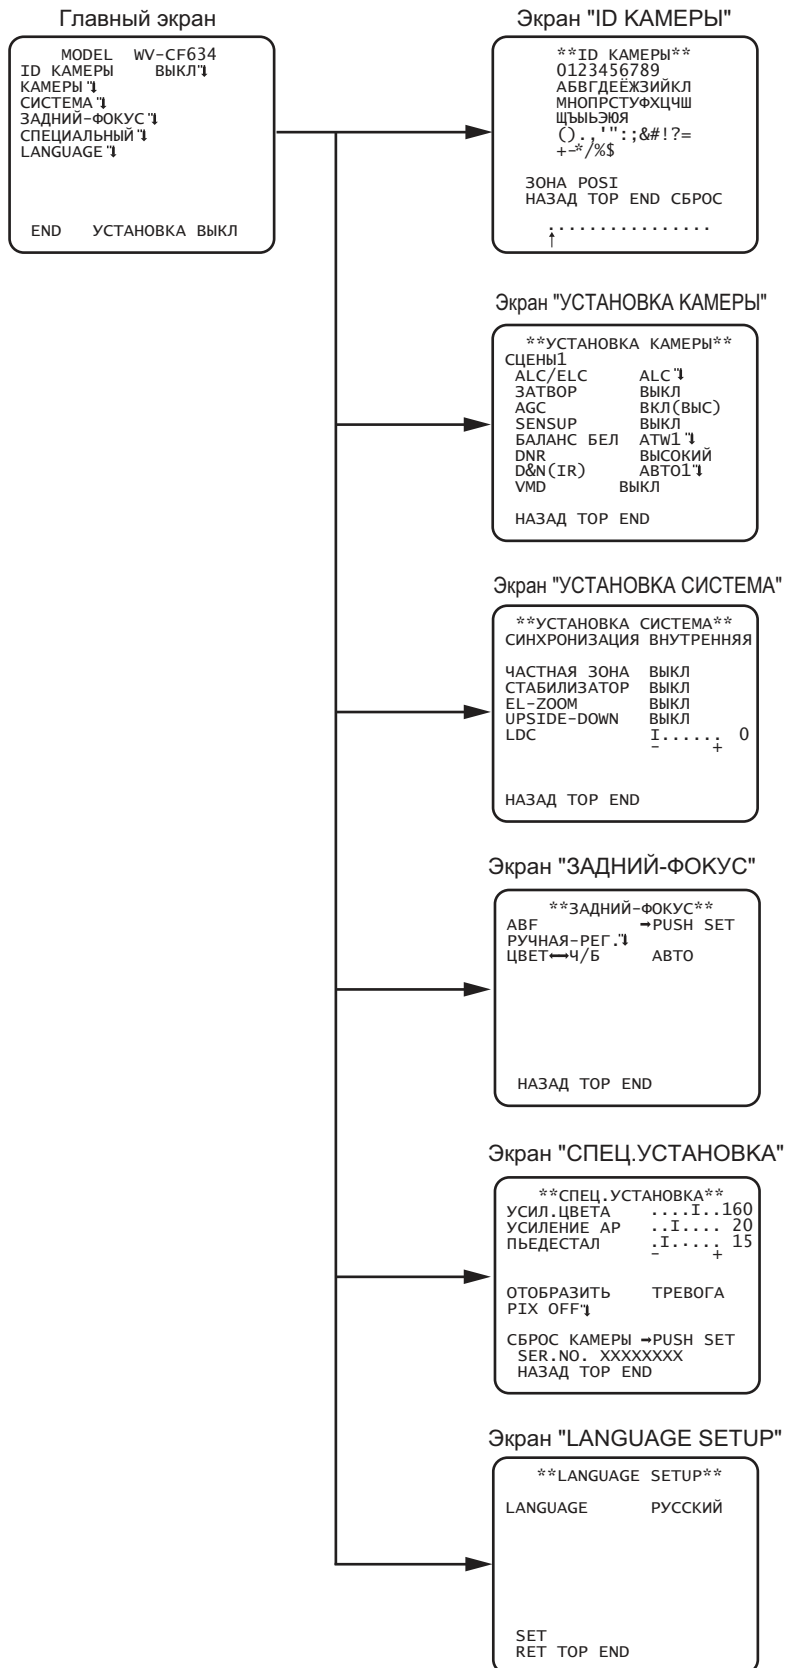 Главный экран
MODEL WV-CF634
ID КАМЕРЫ ВЫКЛ
КАМЕРЫ
СИСТЕМА
ЗАДНИЙ-ФОКУС
СПЕЦИАЛЬНЫЙ
LANGUAGE
END УСТАНОВКА ВЫКЛ
Экран "ID КАМЕРЫ"
**ID КАМЕРЫ**
0123456789
АБВГДЕЁЖЗИЙКЛ
МНОПРСТУФХЦЧШ
ЩЪЫЬЭЮЯ
().,'":;&#!?=
+-*/%$
ЗОНА POSI
НАЗАД TOP END СБРОС
................
↑
Экран "УСТАНОВКА КАМЕРЫ"
**УСТАНОВКА КАМЕРЫ**
СЦЕНЫ1
ALC/ELC ALC
ЗАТВОР ВЫКЛ
AGC ВКЛ(ВЫС)
SENSUP ВЫКЛ
БАЛАНС БЕЛ ATW1
DNR ВЫСОКИЙ
D&N(IR) АВТО1
VMD ВЫКЛ
НАЗАД TOP END
Экран "УСТАНОВКА СИСТЕМА"
**УСТАНОВКА СИСТЕМА**
СИНХРОНИЗАЦИЯ ВНУТРЕННЯЯ
ЧАСТНАЯ ЗОНА ВЫКЛ
СТАБИЛИЗАТОР ВЫКЛ
EL-ZOOM ВЫКЛ
UPSIDE-DOWN ВЫКЛ
LDC I...... 0
- +
НАЗАД TOP END
Экран "ЗАДНИЙ-ФОКУС"
**ЗАДНИЙ-ФОКУС**
ABF →PUSH SET
РУЧНАЯ-РЕГ.
ЦВЕТ↔Ч/Б АВТО
НАЗАД TOP END
Экран "СПЕЦ.УСТАНОВКА"
**СПЕЦ.УСТАНОВКА**
УСИЛ.ЦВЕТА ....I..160
УСИЛЕНИЕ АР ..I.... 20
ПЬЕДЕСТАЛ .I..... 15
- +
ОТОБРАЗИТЬ ТРЕВОГА
PIX OFF
СБРОС КАМЕРЫ →PUSH SET
SER.NO. XXXXXXXX
НАЗАД TOP END
Экран "LANGUAGE SETUP"
**LANGUAGE SETUP**
LANGUAGE РУССКИЙ
SET
RET TOP END